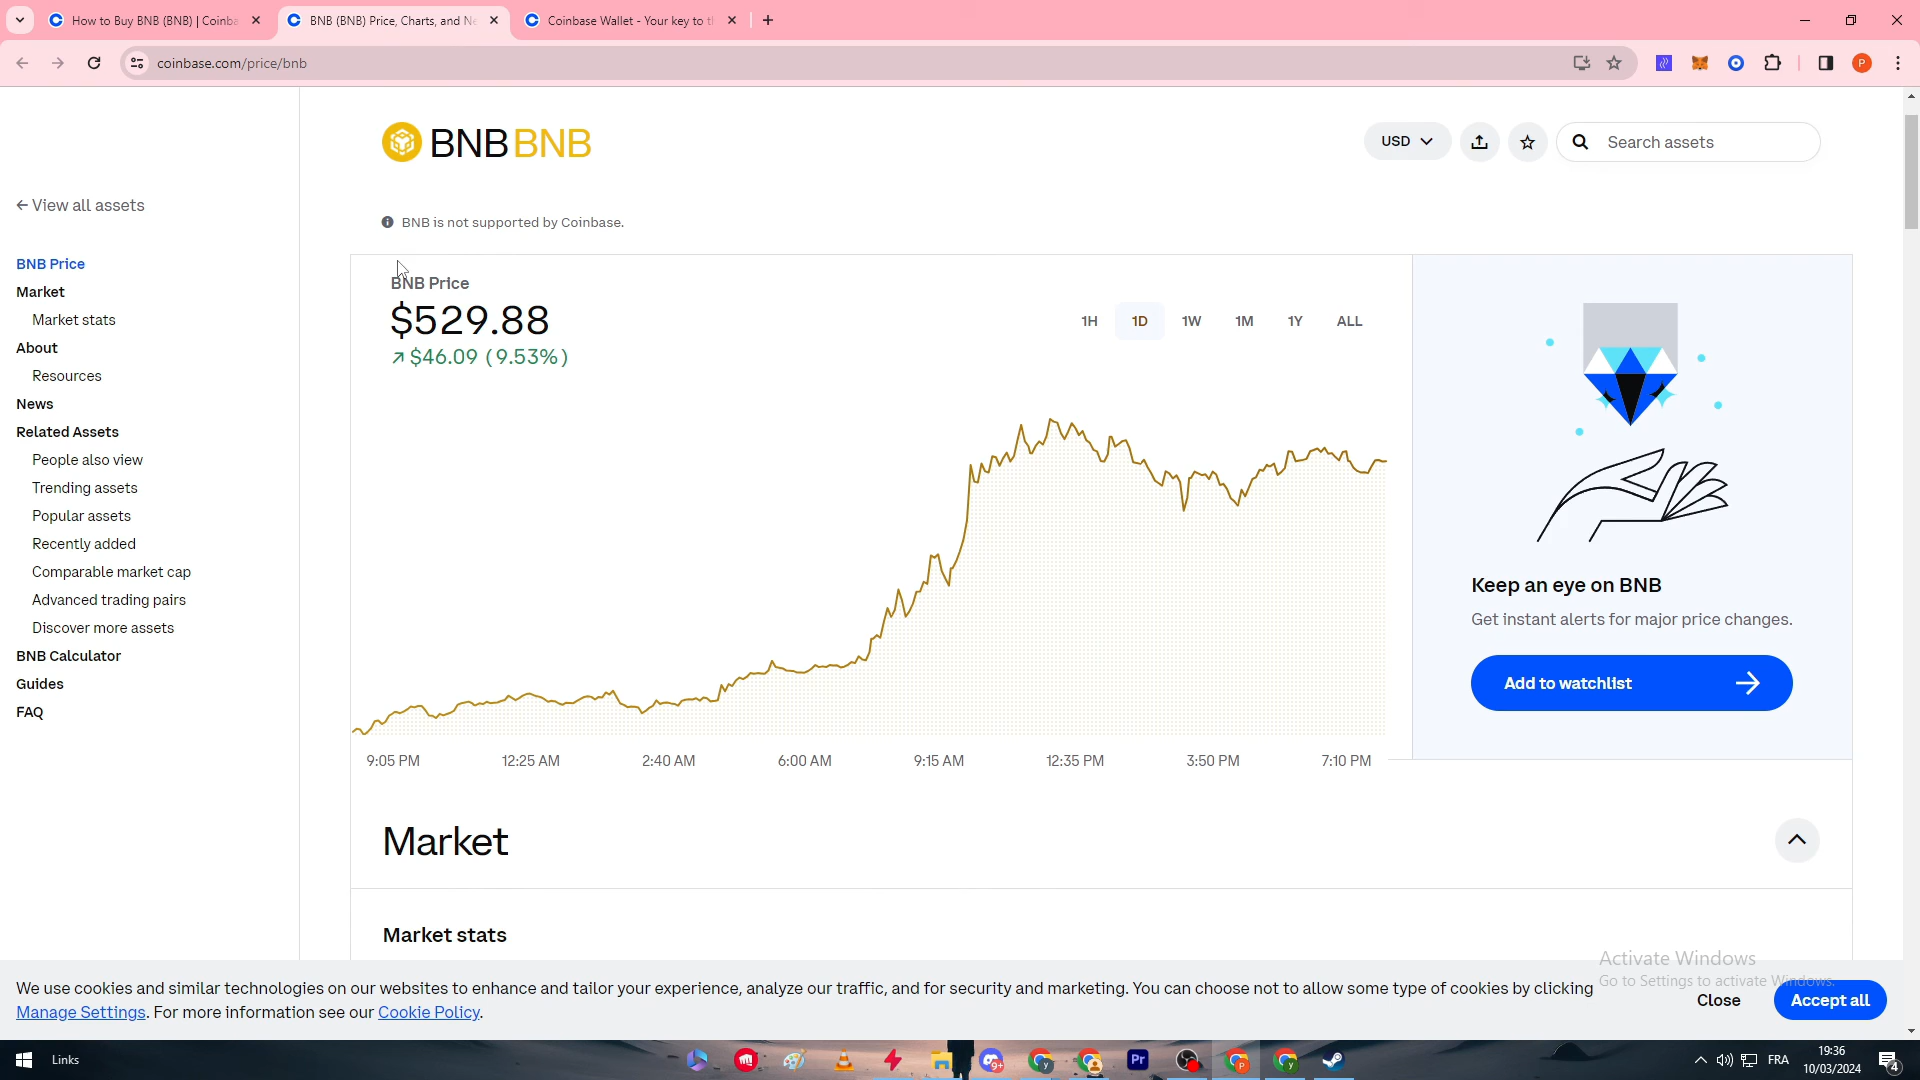 How to Buy BNB (BNB) | Coinba
BNB (BNB) Price, Charts, and Ne
Coinbase Wallet - Your key to t
coinbase.com/price/bnb
P
BNB BNB
USD
Search assets
← View all assets
BNB is not supported by Coinbase.
BNB Price
Market
Market stats
About
Resources
News
Related Assets
People also view
Trending assets
Popular assets
Recently added
Comparable market cap
Advanced trading pairs
Discover more assets
BNB Calculator
Guides
FAQ
BNB Price
$529.88
↗ $46.09 (9.53%)
1H 1D 1W 1M 1Y ALL
9:05 PM 12:25 AM 2:40 AM 6:00 AM 9:15 AM 12:35 PM 3:50 PM 7:10 PM
Keep an eye on BNB
Get instant alerts for major price changes.
Add to watchlist
Market
Market stats
Activate Windows
Go to Settings to activate Windows.
We use cookies and similar technologies on our websites to enhance and tailor your experience, analyze our traffic, and for security and marketing. You can choose not to allow some type of cookies by clicking
Manage Settings. For more information see our Cookie Policy.
Close
Accept all
Links
9+
y
Pr
P
y
FRA
19:36
10/03/2024
4